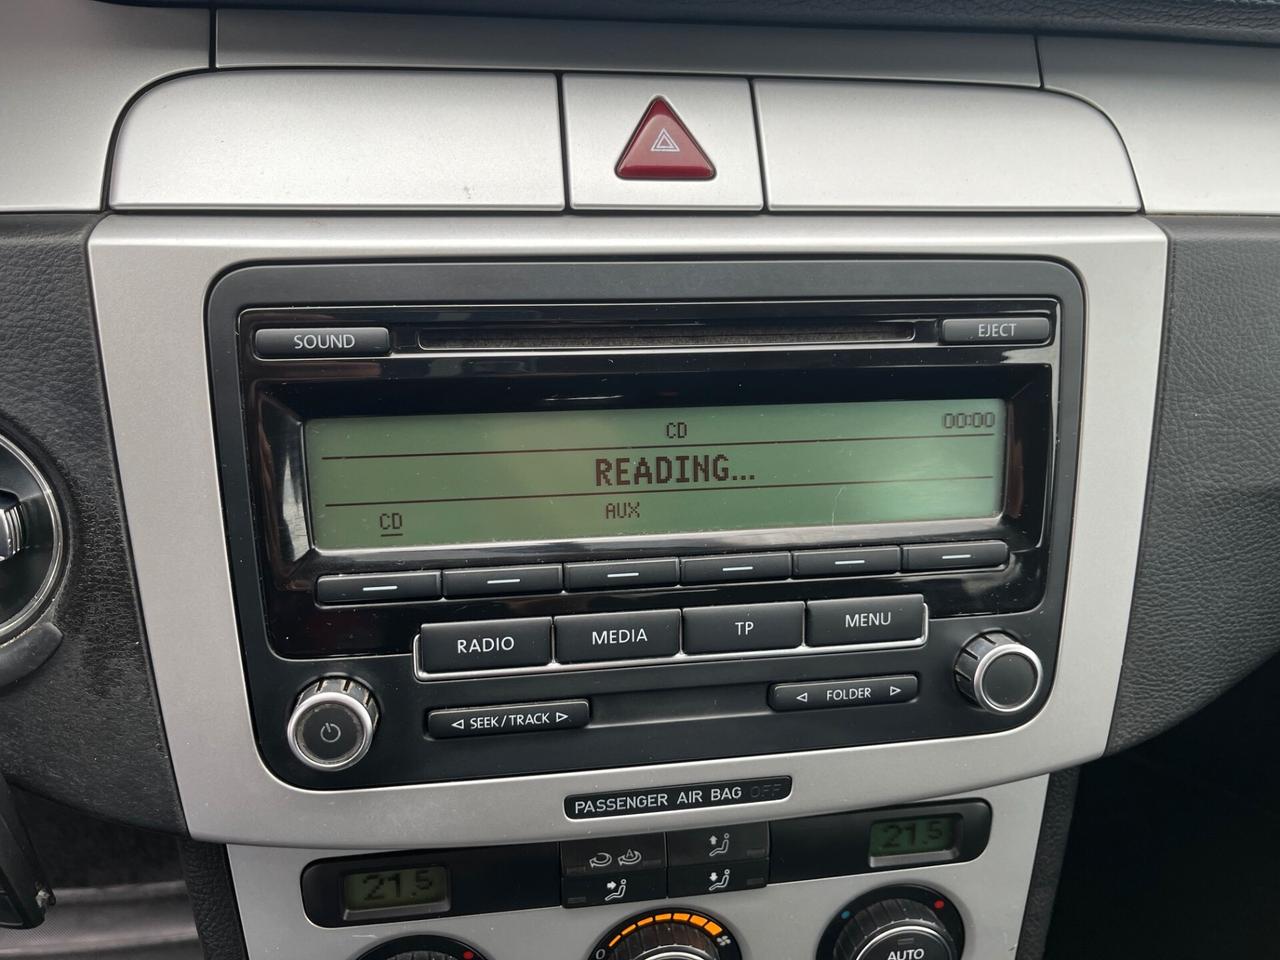 SOUND
EJECT
CD
00:00
READING...
CD
AUX
RADIO
MEDIA
TP
MENU
SEEK/TRACK
FOLDER
PASSENGER AIR BAG OFF
21.5
21.5
0
AUTO